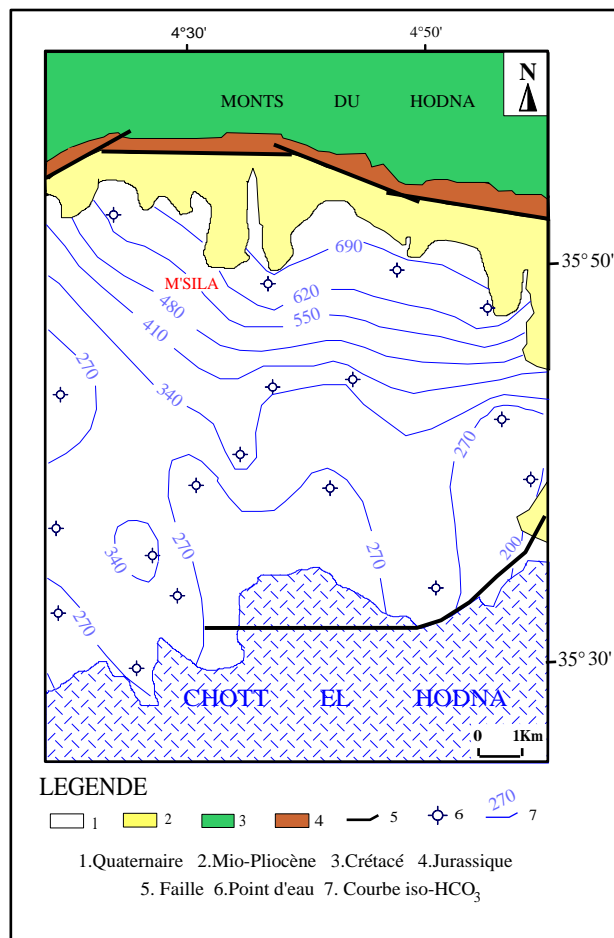 4°30' 4°50'
N
MONTS DU HODNA
690
35°50'
M'SILA
620
480
550
410
270
340
270
200
340
270
270
270
35°30'
CHOTT EL HODNA
0 1Km
LEGENDE
1 2 3 4 5 6 270 7
1.Quaternaire 2.Mio-Pliocène 3.Crétacé 4.Jurassique
5. Faille 6.Point d'eau 7. Courbe iso-HCO3